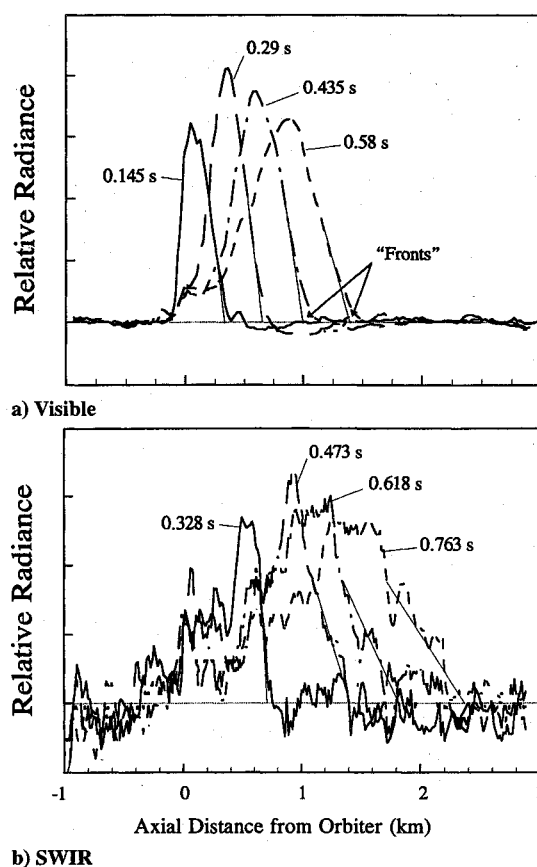 Relative Radiance
0.29 s
0.435 s
0.58 s
0.145 s
“Fronts”
a) Visible
Relative Radiance
0.473 s
0.618 s
0.328 s
0.763 s
-1 0 1 2
Axial Distance from Orbiter (km)
b) SWIR